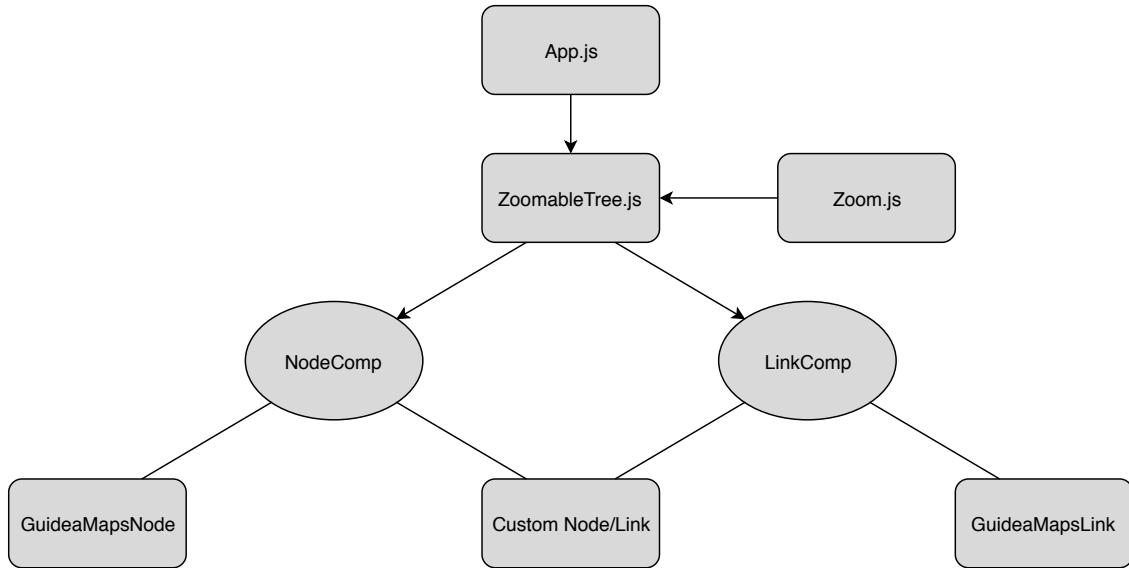 App.js
ZoomableTree.js
Zoom.js
NodeComp
LinkComp
GuideaMapsNode
Custom Node/Link
GuideaMapsLink